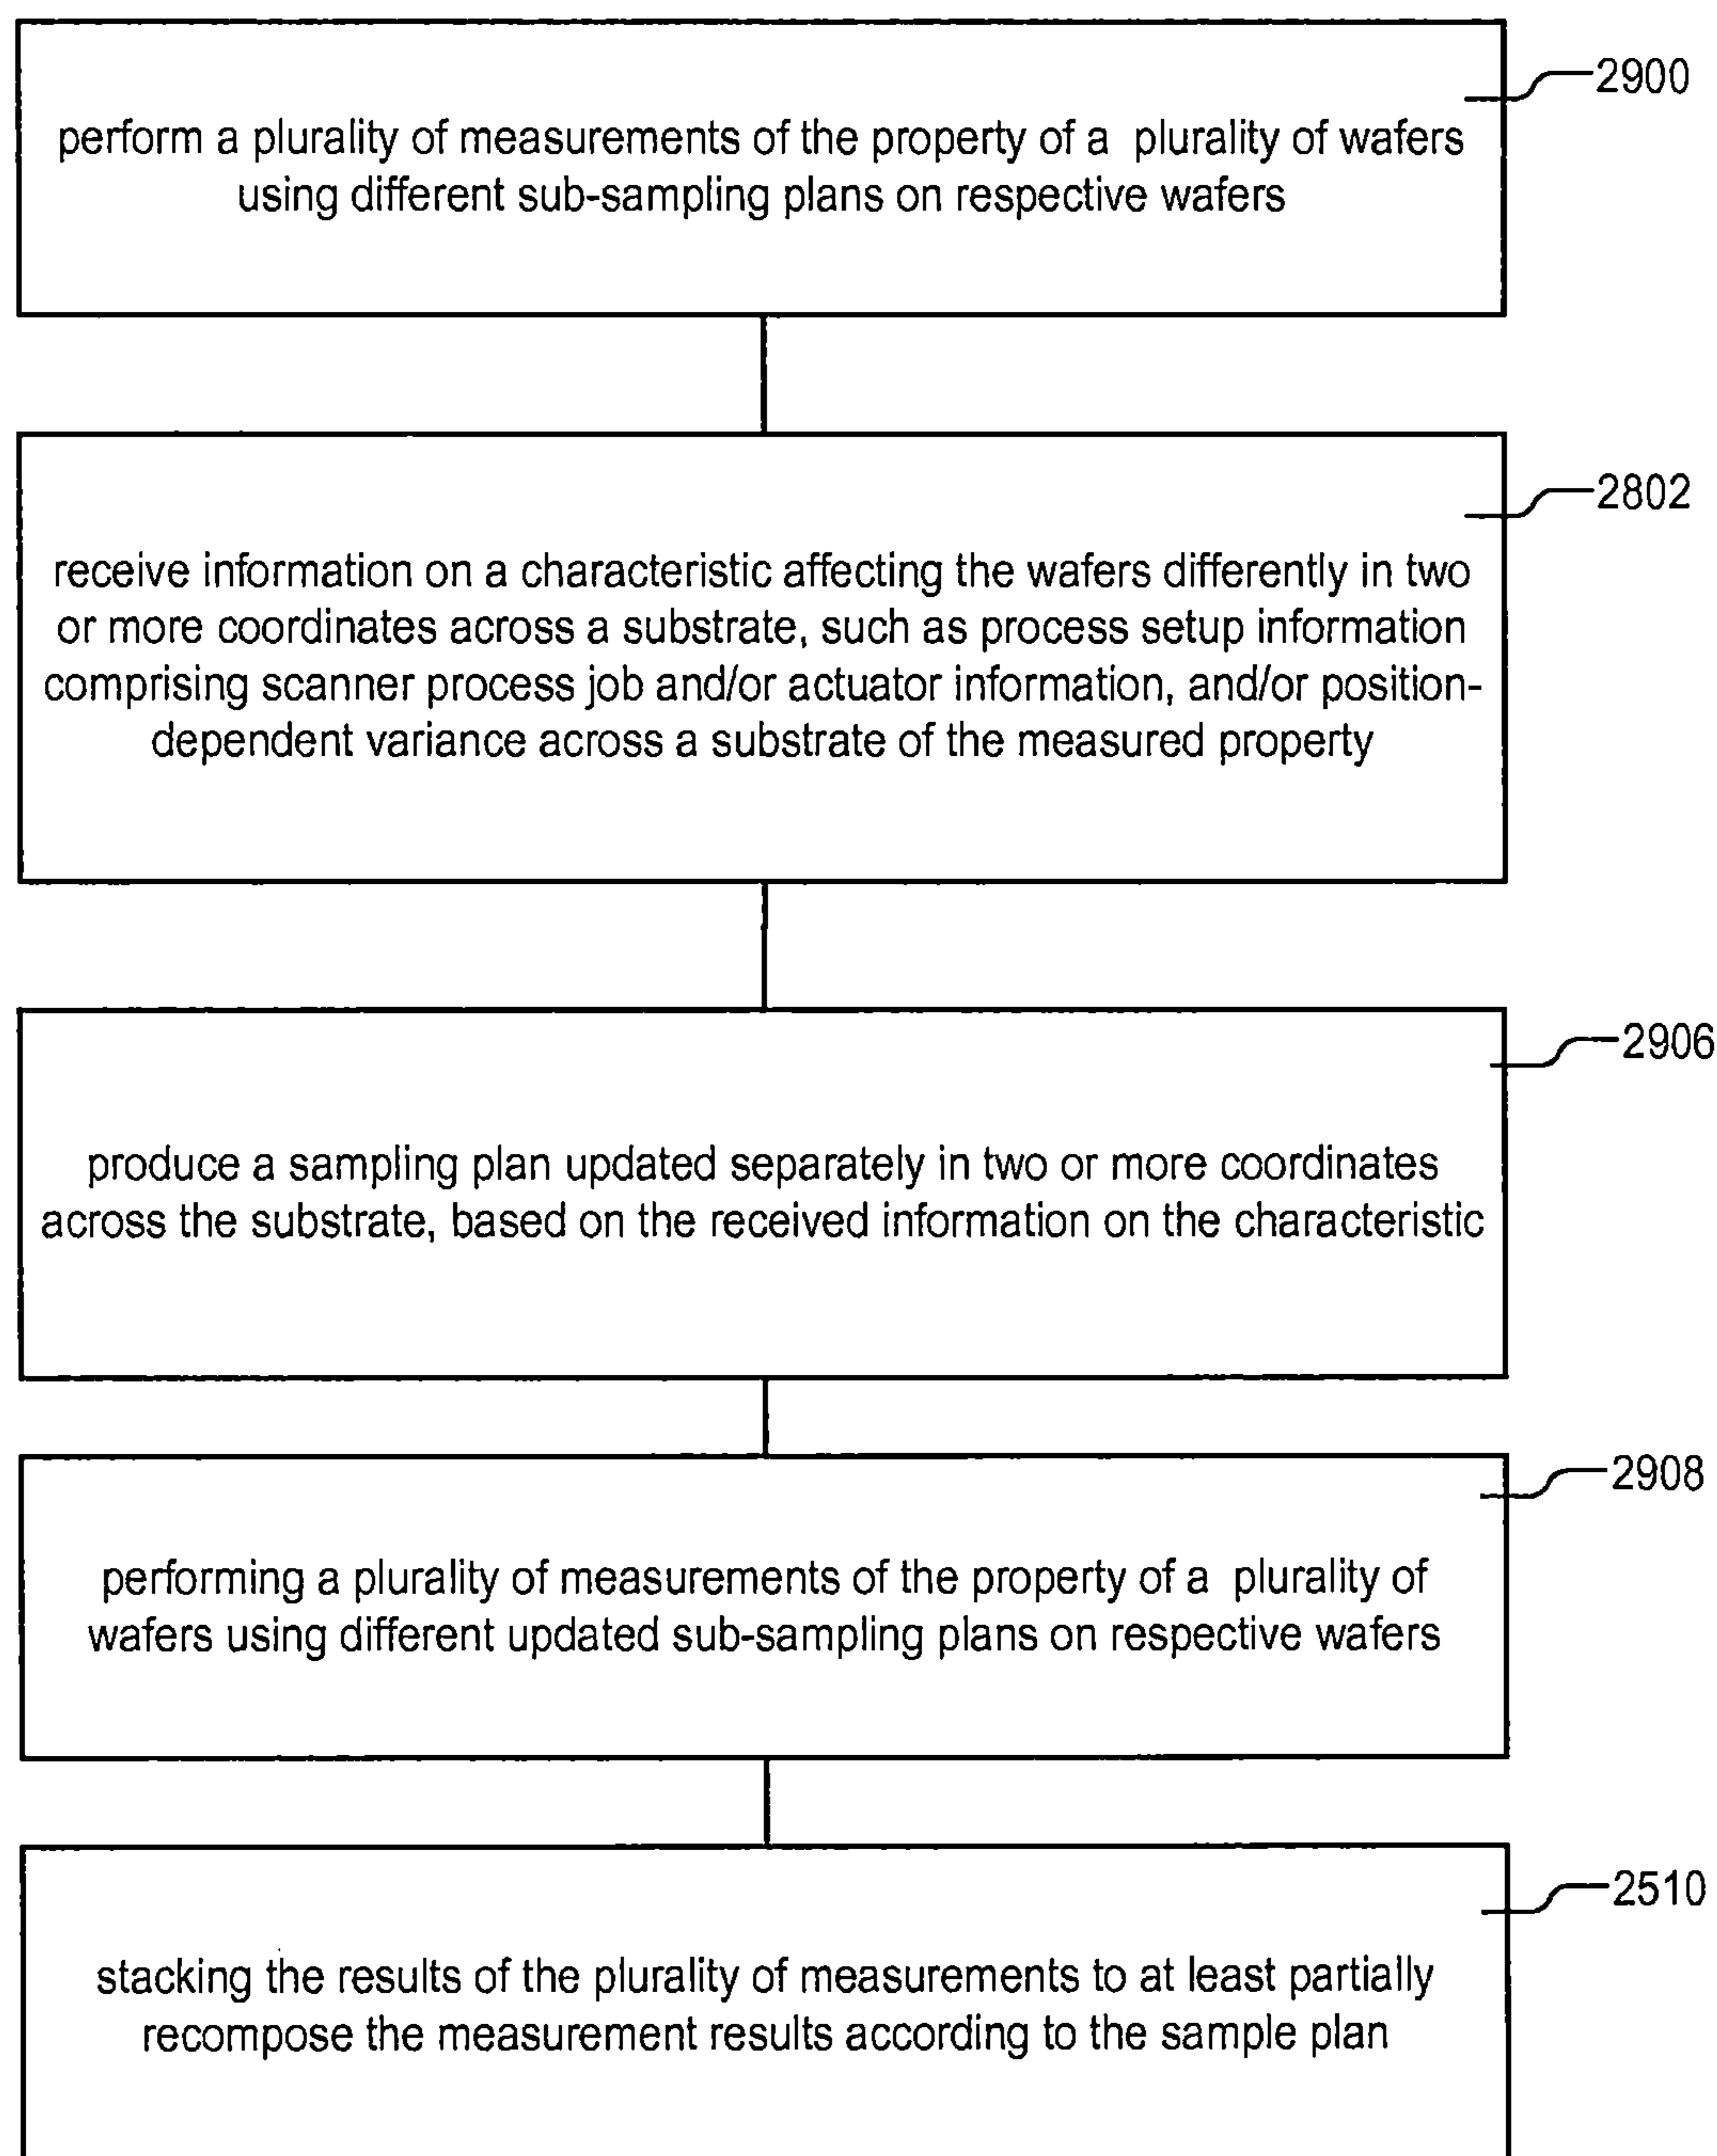 2900
perform a plurality of measurements of the property of a plurality of wafers
using different sub-sampling plans on respective wafers
2802
receive information on a characteristic affecting the wafers differently in two
or more coordinates across a substrate, such as process setup information
comprising scanner process job and/or actuator information, and/or position-
dependent variance across a substrate of the measured property
2906
produce a sampling plan updated separately in two or more coordinates
across the substrate, based on the received information on the characteristic
2908
performing a plurality of measurements of the property of a plurality of
wafers using different updated sub-sampling plans on respective wafers
2510
stacking the results of the plurality of measurements to at least partially
recompose the measurement results according to the sample plan